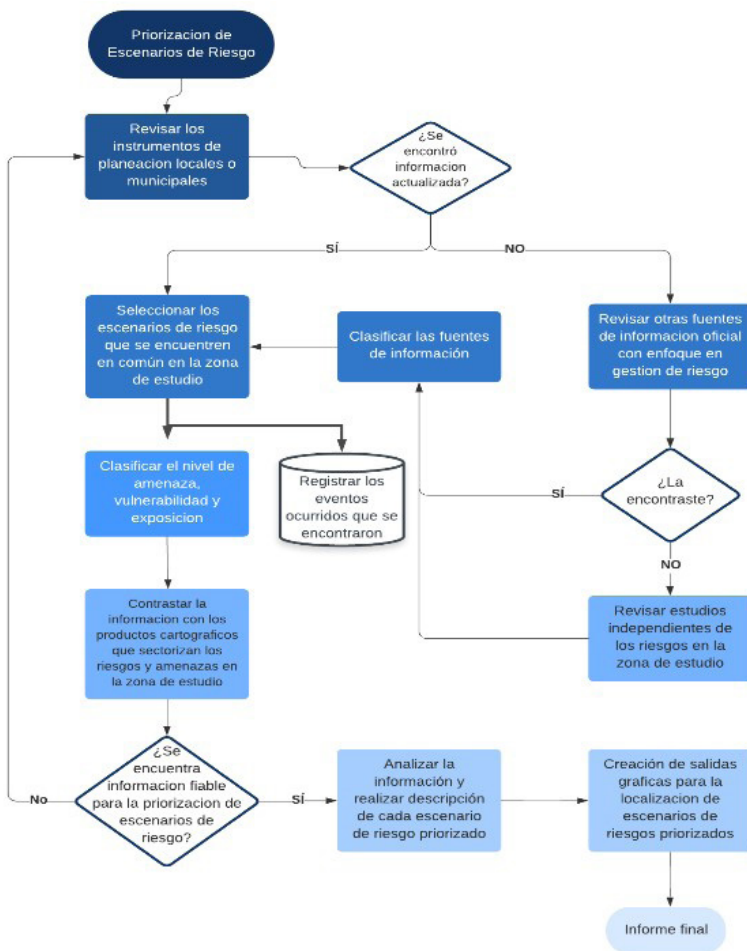 Priorizacion de
Escenarios de Riesgo
Revisar los
instrumentos de
planeacion locales o
municipales
¿Se
encontró
informacion
actualizada?
SÍ
NO
Seleccionar los
escenarios de riesgo
que se encuentren
en común en la zona
de estudio
Clasificar las fuentes
de información
Revisar otras fuentes
de informacion oficial
con enfoque en
gestion de riesgo
Clasificar el nivel de
amenaza,
vulnerabilidad y
exposicion
Registrar los
eventos
ocurridos que se
encontraron
SÍ
¿La
encontraste?
NO
Contrastar la
informacion con los
productos cartograficos
que sectorizan los
riesgos y amenazas en
la zona de estudio
Revisar estudios
independientes de
los riesgos en la
zona de estudio
¿Se
encuentra
informacion fiable
para la priorizacion de
escenarios de
riesgo?
No
SÍ
Analizar la
información y
realizar descripción
de cada escenario
de riesgo priorizado
Creación de salidas
graficas para la
localizacion de
escenarios de
riesgos priorizados
Informe final